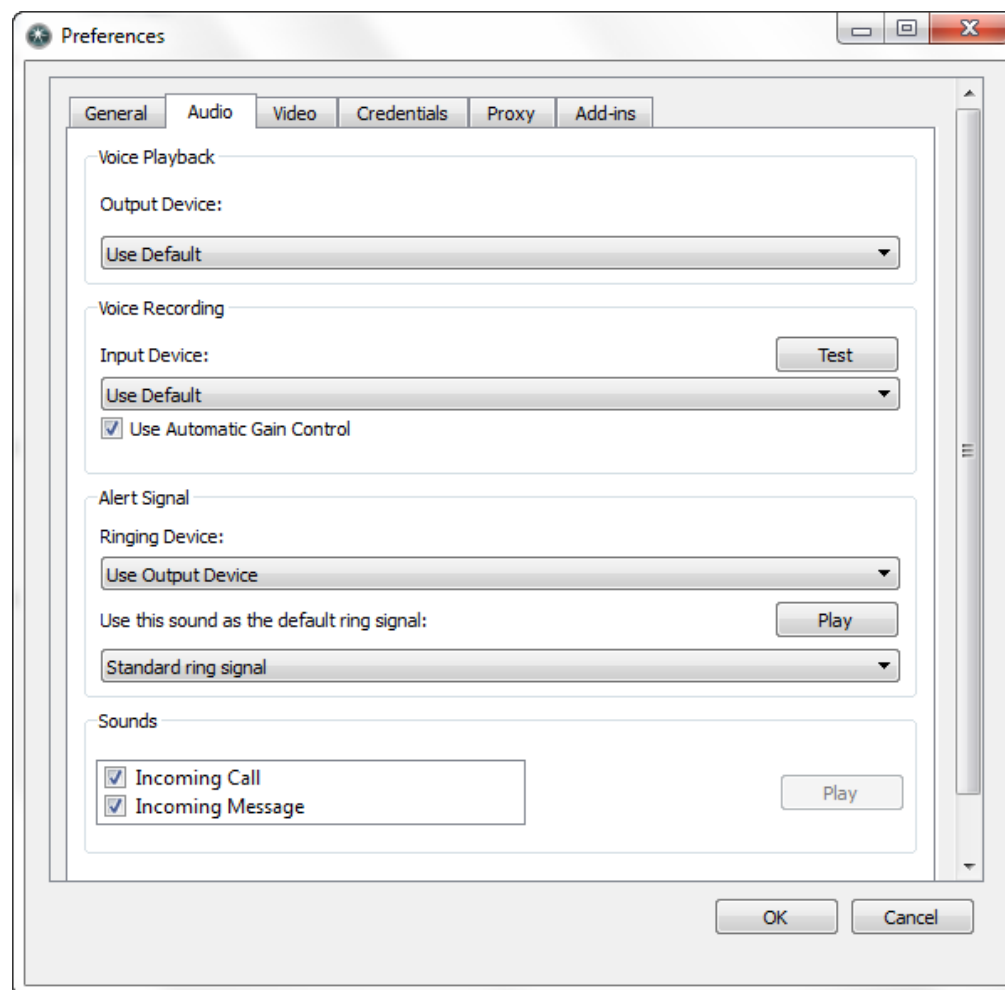 Preferences
General Audio Video Credentials Proxy Add-ins
Voice Playback
Output Device:
Use Default
Voice Recording
Input Device: Test
Use Default
Use Automatic Gain Control
Alert Signal
Ringing Device:
Use Output Device
Use this sound as the default ring signal: Play
Standard ring signal
Sounds
Incoming Call
Incoming Message
Play
OK Cancel